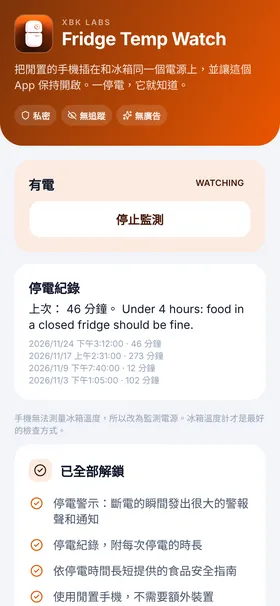 XBK LABS
Fridge Temp Watch
把閒置的手機插在和冰箱同一個電源上，並讓這個
App 保持開啟。一停電，它就知道。
私密
無追蹤
無廣告
有電
WATCHING
停止監測
停電紀錄
上次： 46 分鐘。 Under 4 hours: food in
a closed fridge should be fine.
2026/11/24 下午3:12:00 · 46 分鐘
2026/11/17 上午2:31:00 · 273 分鐘
2026/11/9 下午7:40:00 · 12 分鐘
2026/11/3 下午1:05:00 · 102 分鐘
手機無法測量冰箱溫度，所以改為監測電源。冰箱溫度計才是最好
的檢查方式。
已全部解鎖
停電警示：斷電的瞬間發出很大的警報
聲和通知
停電紀錄，附每次停電的時長
依停電時間長短提供的食品安全指南
使用閒置手機，不需要額外裝置